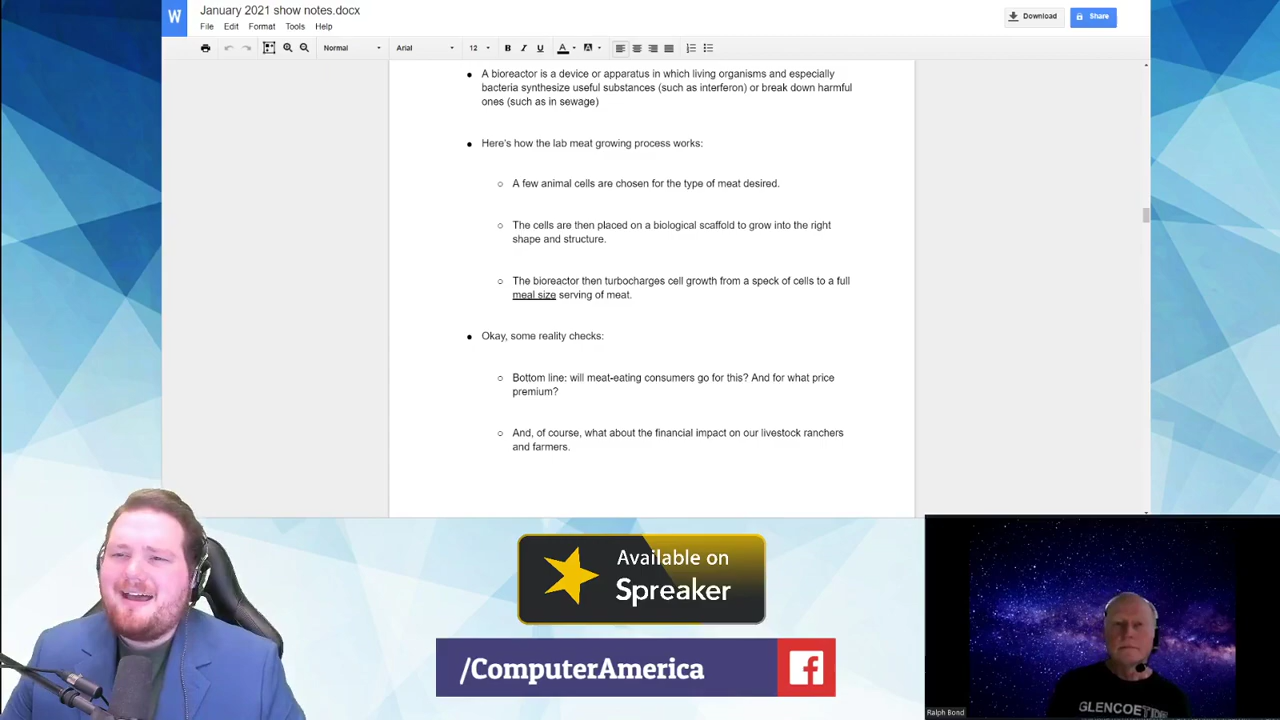 W
January 2021 show notes.docx
File Edit Format Tools Help
Download
Share
Normal
Arial
12
B I U A A
A bioreactor is a device or apparatus in which living organisms and especially
bacteria synthesize useful substances (such as interferon) or break down harmful
ones (such as in sewage)
Here's how the lab meat growing process works:
A few animal cells are chosen for the type of meat desired.
The cells are then placed on a biological scaffold to grow into the right
shape and structure.
The bioreactor then turbocharges cell growth from a speck of cells to a full
meal size serving of meat.
Okay, some reality checks:
Bottom line: will meat-eating consumers go for this? And for what price
premium?
And, of course, what about the financial impact on our livestock ranchers
and farmers.
Available on
Spreaker
/ComputerAmerica
f
Ralph Bond